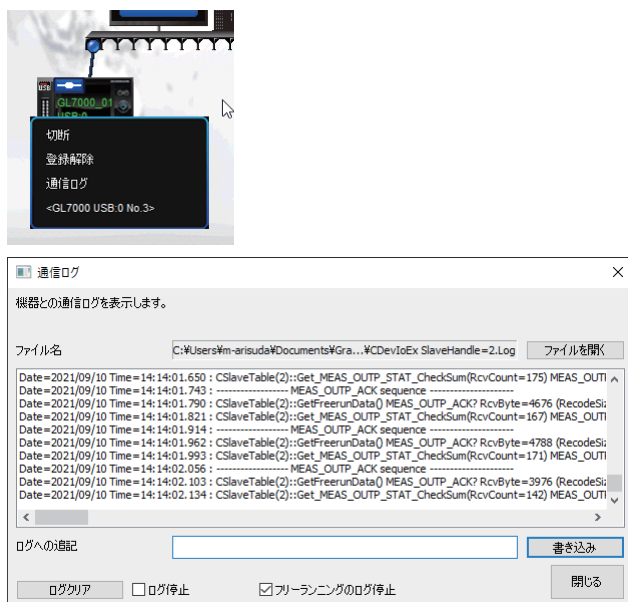 USB
GL7000_01
USB:0
切断
登録解除
通信ログ
<GL7000 USB:0 No.3>
通信ログ
機器との通信ログを表示します。
ファイル名 C:¥Users¥m-arisuda¥Documents¥Gra...¥CDevIoEx SlaveHandle=2.Log ファイルを開く
Date=2021/09/10 Time=14:14:01.650 : CSlaveTable(2)::Get_MEAS_OUTP_STAT_CheckSum(RcvCount=175) MEAS_OUTI
Date=2021/09/10 Time=14:14:01.743 : ------------------ MEAS_OUTP_ACK sequence ---------------------
Date=2021/09/10 Time=14:14:01.790 : CSlaveTable(2)::GetFreerunData() MEAS_OUTP_ACK? RcvByte=4676 (RecodeSiz
Date=2021/09/10 Time=14:14:01.821 : CSlaveTable(2)::Get_MEAS_OUTP_STAT_CheckSum(RcvCount=167) MEAS_OUTI
Date=2021/09/10 Time=14:14:01.914 : ------------------ MEAS_OUTP_ACK sequence ---------------------
Date=2021/09/10 Time=14:14:01.962 : CSlaveTable(2)::GetFreerunData() MEAS_OUTP_ACK? RcvByte=4788 (RecodeSiz
Date=2021/09/10 Time=14:14:01.993 : CSlaveTable(2)::Get_MEAS_OUTP_STAT_CheckSum(RcvCount=171) MEAS_OUTI
Date=2021/09/10 Time=14:14:02.056 : ------------------ MEAS_OUTP_ACK sequence ---------------------
Date=2021/09/10 Time=14:14:02.103 : CSlaveTable(2)::GetFreerunData() MEAS_OUTP_ACK? RcvByte=3976 (RecodeSiz
Date=2021/09/10 Time=14:14:02.134 : CSlaveTable(2)::Get_MEAS_OUTP_STAT_CheckSum(RcvCount=142) MEAS_OUTI
ログへの追記 書き込み
ログクリア ログ停止 フリーランニングのログ停止 閉じる